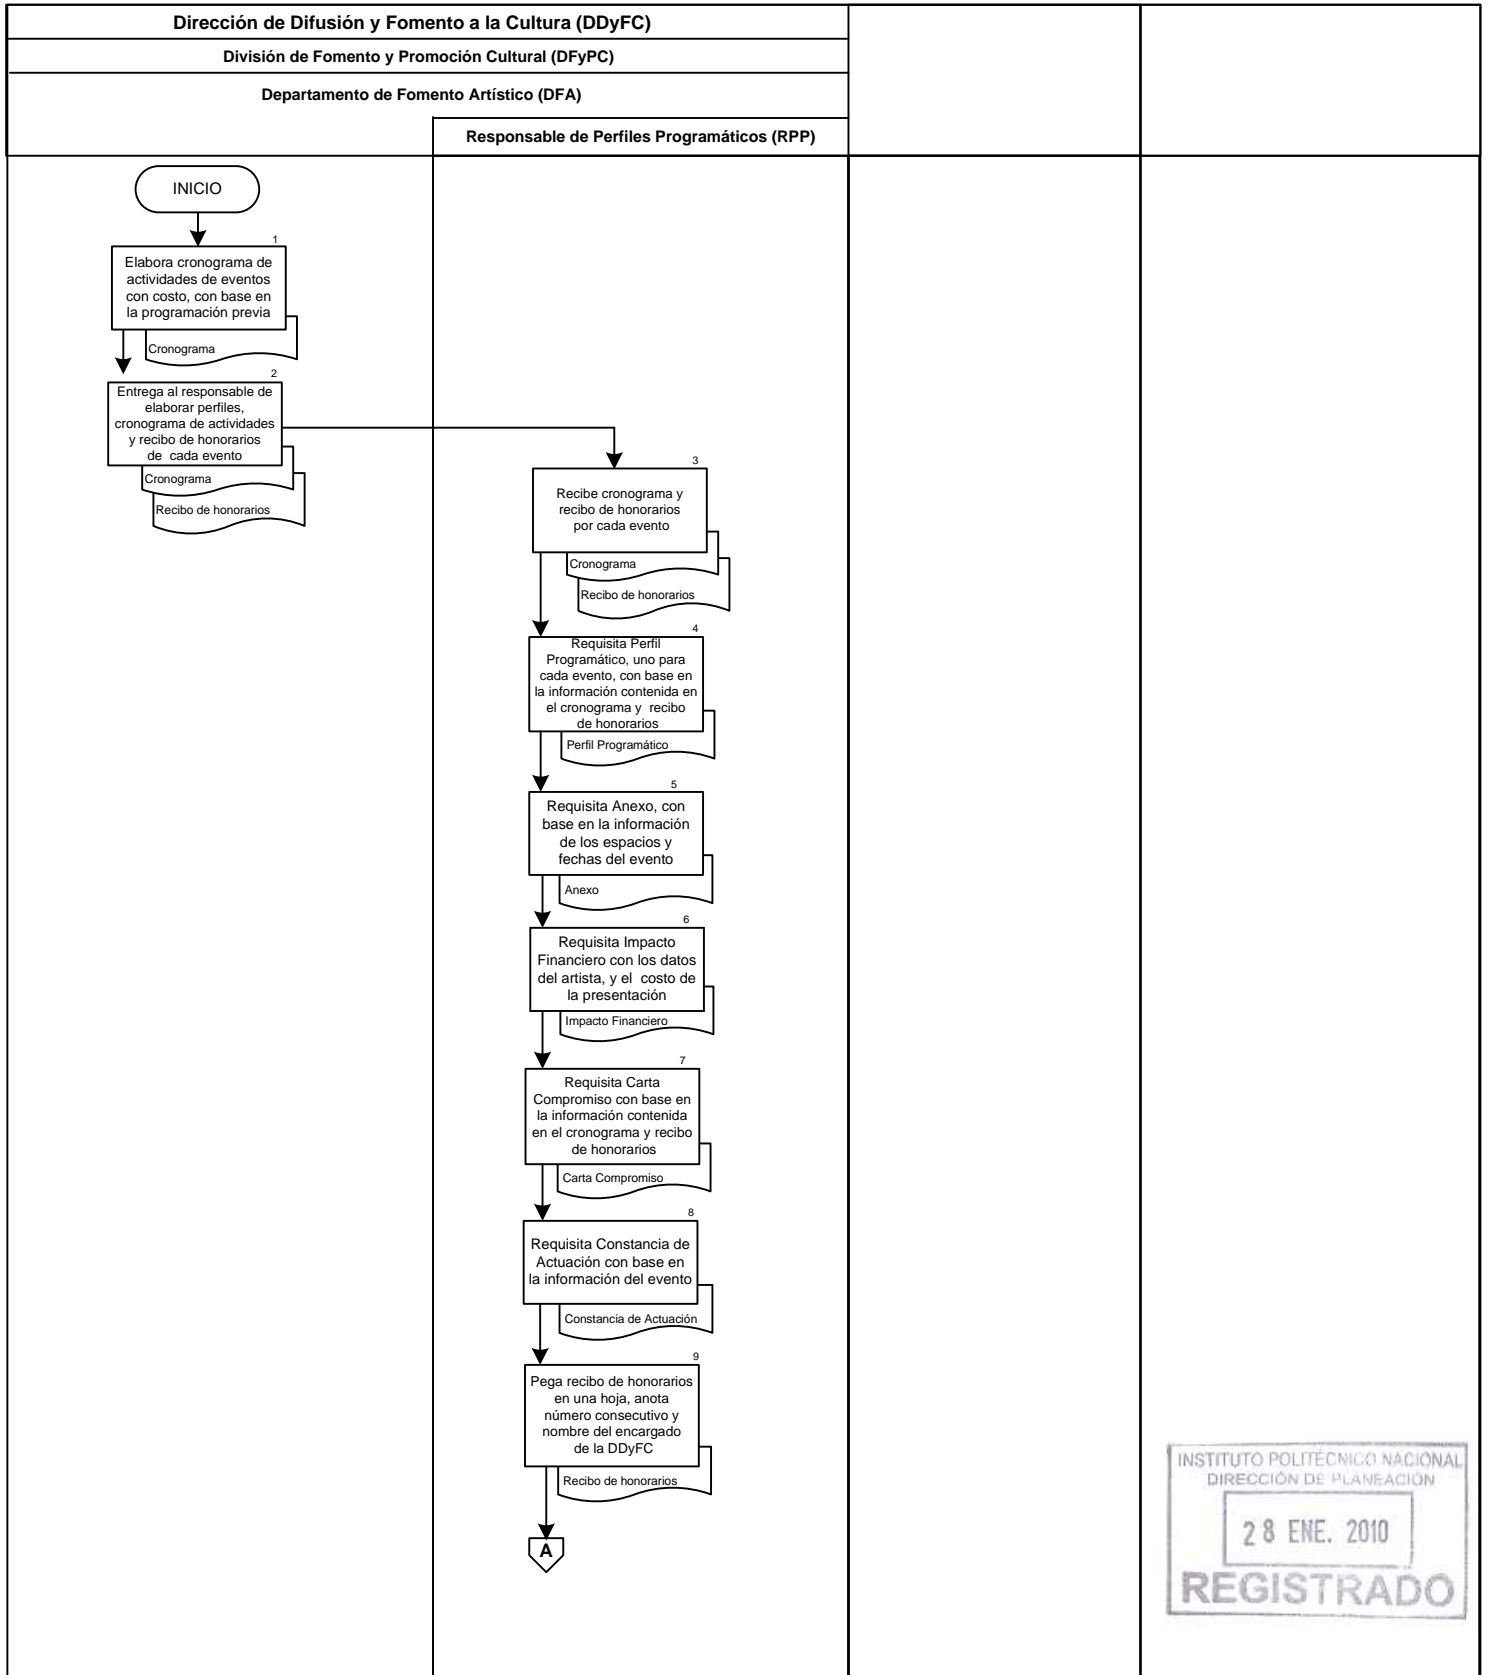 Dirección de Difusión y Fomento a la Cultura (DDyFC)
División de Fomento y Promoción Cultural (DFyPC)
Departamento de Fomento Artístico (DFA)
Responsable de Perfiles Programáticos (RPP)
INICIO
1
Elabora cronograma de
actividades de eventos
con costo, con base en
la programación previa
Cronograma
2
Entrega al responsable de
elaborar perfiles,
cronograma de actividades
y recibo de honorarios
de cada evento
Cronograma
Recibo de honorarios
3
Recibe cronograma y
recibo de honorarios
por cada evento
Cronograma
Recibo de honorarios
4
Requisita Perfil
Programático, uno para
cada evento, con base en
la información contenida en
el cronograma y recibo
de honorarios
Perfil Programático
5
Requisita Anexo, con
base en la información
de los espacios y
fechas del evento
Anexo
6
Requisita Impacto
Financiero con los datos
del artista, y el costo de
la presentación
Impacto Financiero
7
Requisita Carta
Compromiso con base en
la información contenida
en el cronograma y recibo
de honorarios
Carta Compromiso
8
Requisita Constancia de
Actuación con base en
la información del evento
Constancia de Actuación
9
Pega recibo de honorarios
en una hoja, anota
número consecutivo y
nombre del encargado
de la DDyFC
Recibo de honorarios
A
INSTITUTO POLITÉCNICO NACIONAL
DIRECCIÓN DE PLANEACIÓN
28 ENE. 2010
REGISTRADO